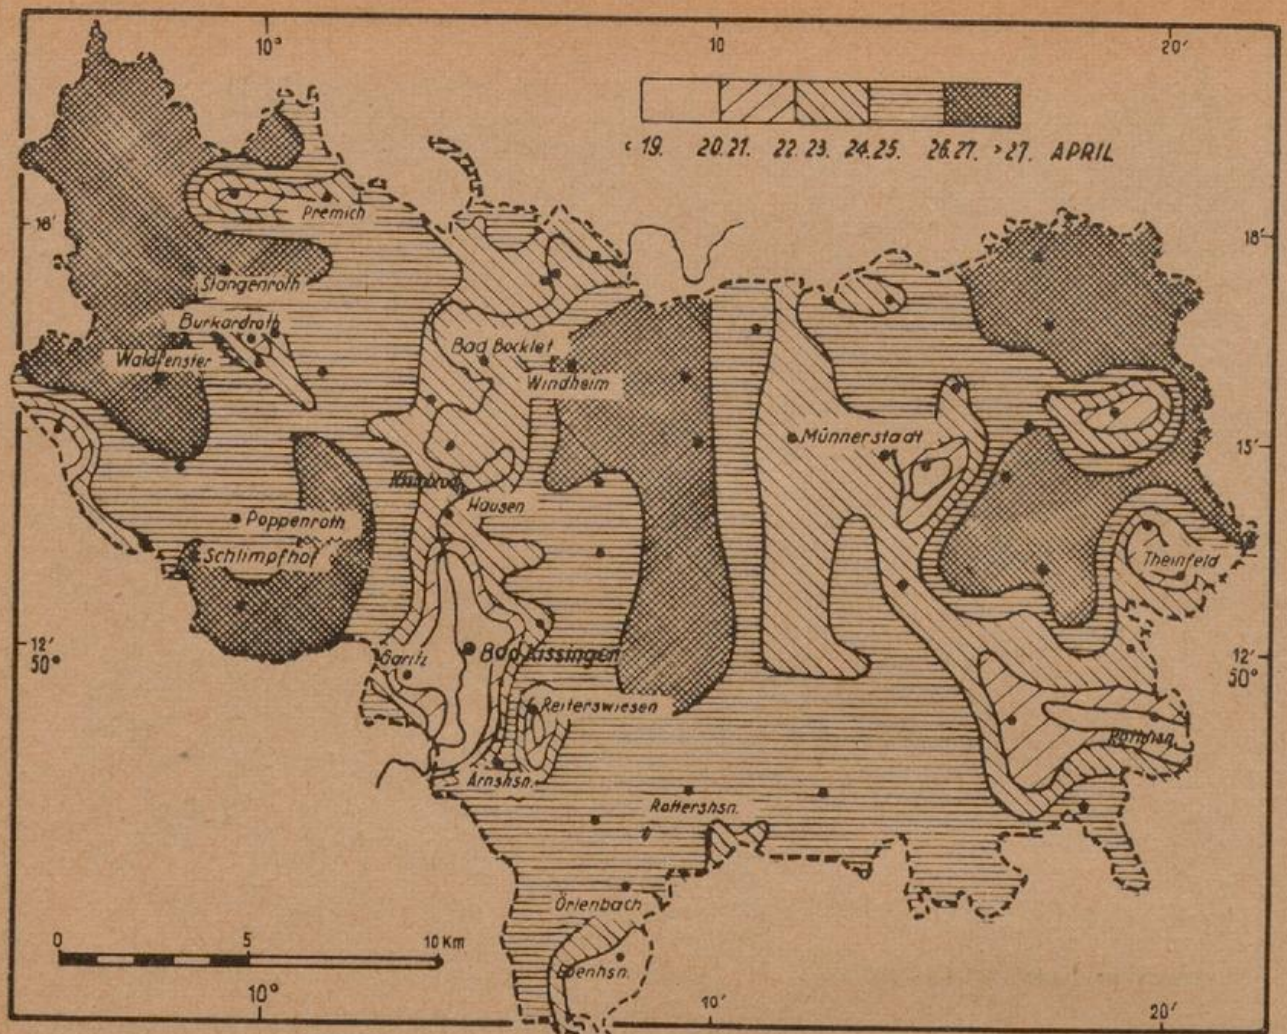 10°
10
20'
< 19. 20.21. 22.23. 24.25. 26.27. >27. APRIL
Premich
18'
18'
Stangenroth
Burkardroth
Waldfenster
Bad Bocklet
Windheim
Münnerstadt
15'
Hausen
Poppenroth
Schlimpfhof
Theinfeld
12'
50°
Garitz
Bad Kissingen
12'
50°
Reiterswiesen
Arnshsn.
Rottershsn.
Örlenbach
0 5 10 Km
Ebenhsn.
10°
10'
20'